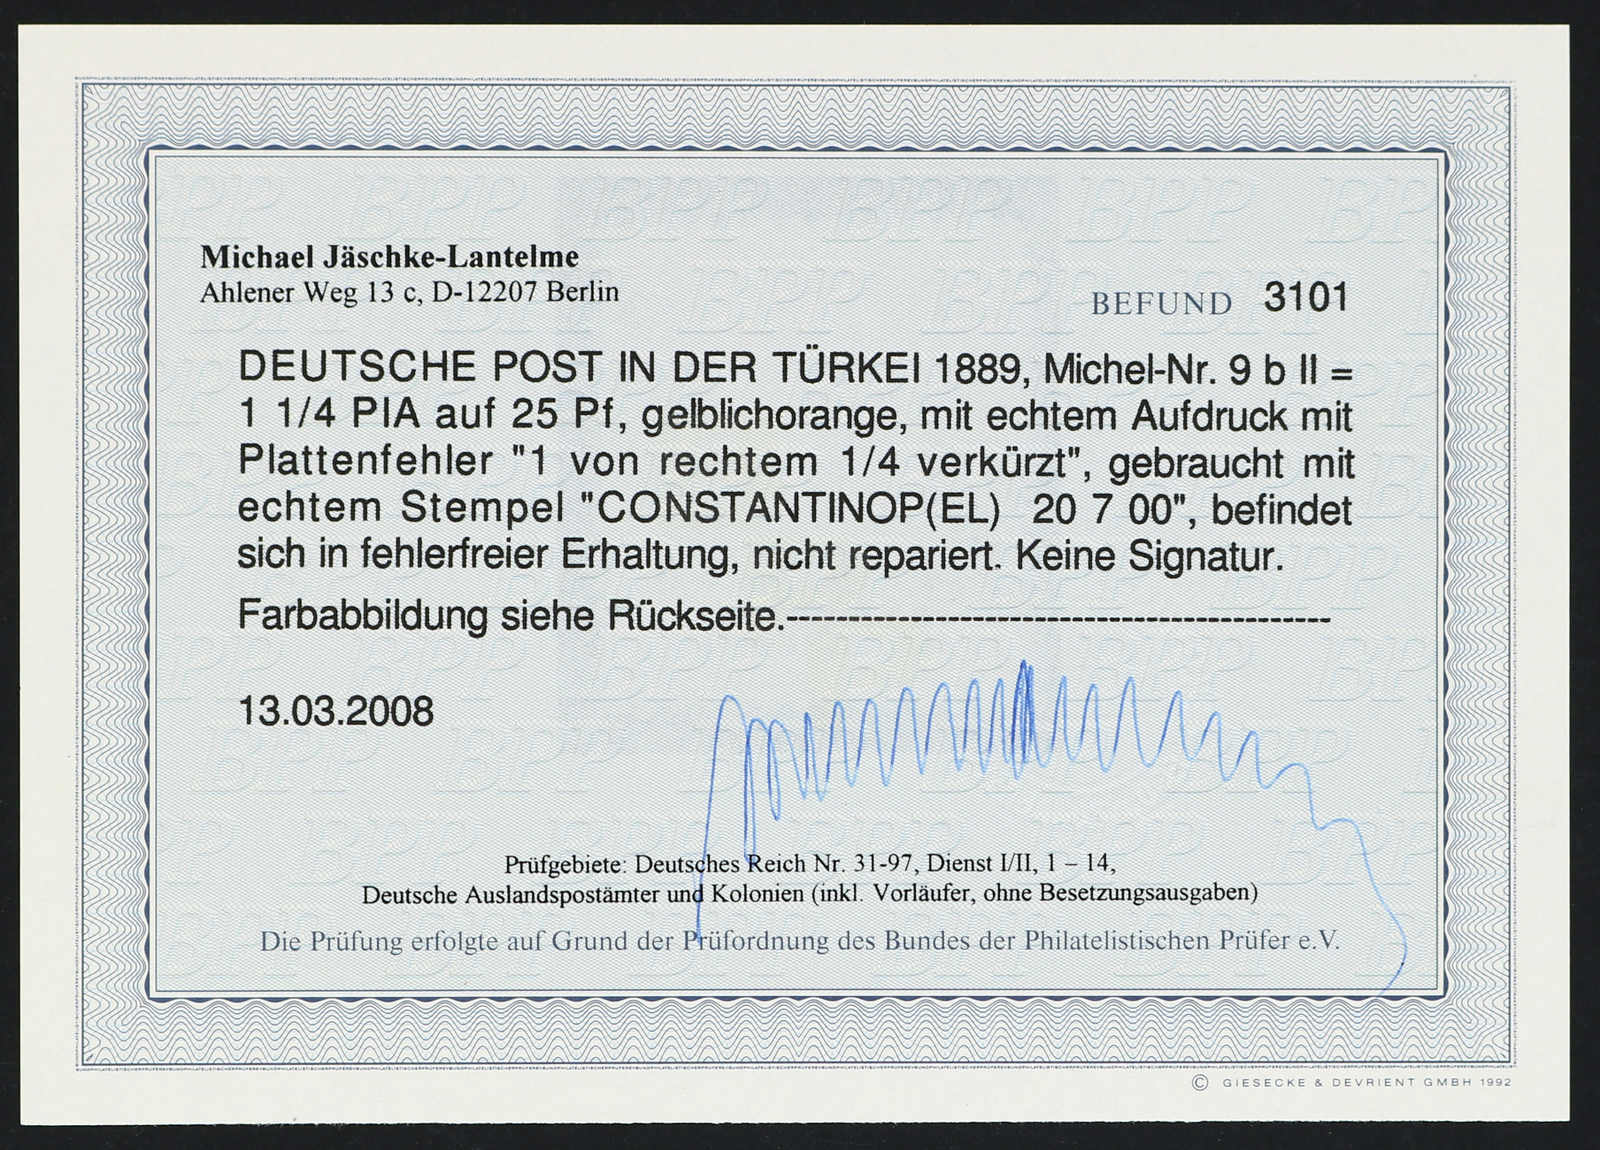 Michael Jäschke-Lantelme
Ahlener Weg 13 c, D-12207 Berlin
BEFUND 3101
DEUTSCHE POST IN DER TÜRKEI 1889, Michel-Nr. 9 b II =
1 1/4 PIA auf 25 Pf, gelblichorange, mit echtem Aufdruck mit
Plattenfehler "1 von rechtem 1/4 verkürzt", gebraucht mit
echtem Stempel "CONSTANTINOP(EL) 20 7 00", befindet
sich in fehlerfreier Erhaltung, nicht repariert. Keine Signatur.
Farbabbildung siehe Rückseite.--------------------------------------------
13.03.2008
Prüfgebiete: Deutsches Reich Nr. 31-97, Dienst I/II, 1 – 14,
Deutsche Auslandspostämter und Kolonien (inkl. Vorläufer, ohne Besetzungsausgaben)
Die Prüfung erfolgte auf Grund der Prüfordnung des Bundes der Philatelistischen Prüfer e.V.
© GIESECKE & DEVRIENT GMBH 1992